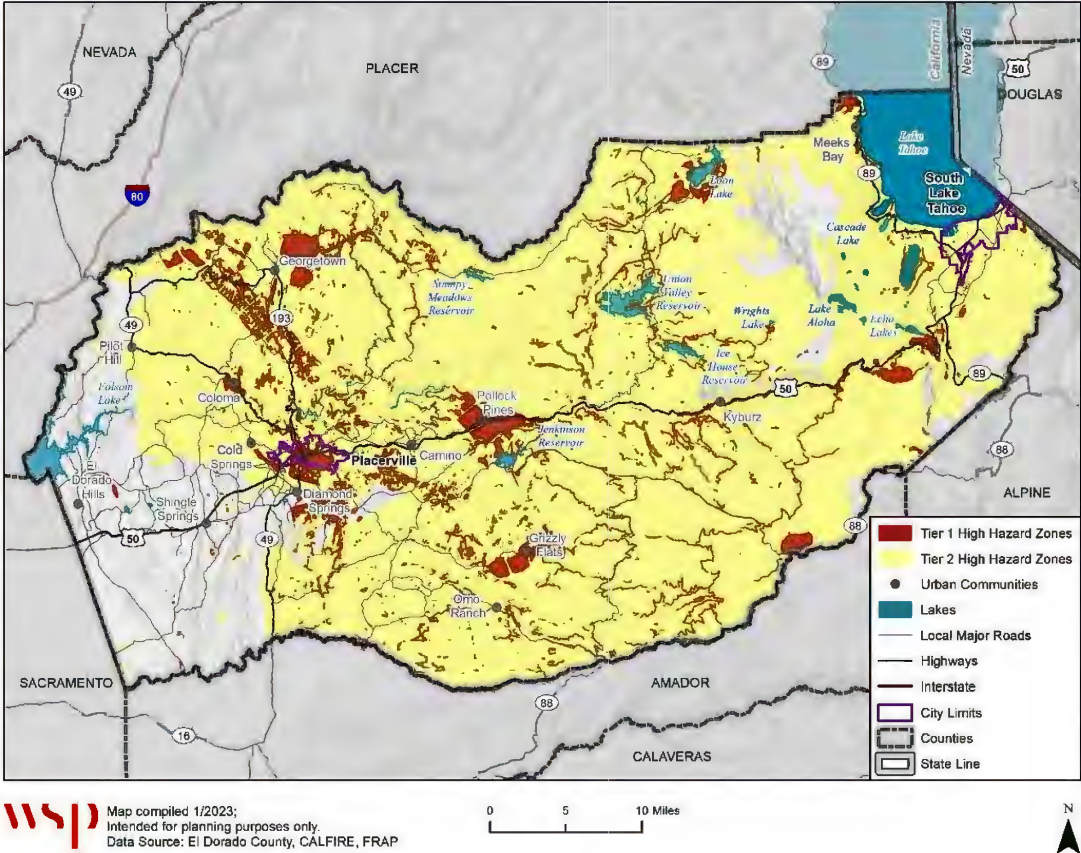 NEVADA
PLACER
49
80
89
California
Nevada
50
DOUGLAS
Meeks
Bay
Lake
Tahoe
89
South
Lake
Tahoe
Loon
Lake
Cascade
Lake
Georgetown
Stumpy
Meadows
Reservoir
Union
Valley
Reservoir
Wrights
Lake
Lake
Aloha
Echo
Lakes
49
193
Pilot
Hill
Ice
House
Reservoir
89
50
Folsom
Lake
Coloma
Pollock
Pines
Kyburz
Jenkinson
Reservoir
Cold
Springs
Placerville
Camino
88
El
Dorado
Hills
Shingle
Springs
Diamond
Springs
ALPINE
50
49
88
Grizzly
Flats
Omo
Ranch
SACRAMENTO
AMADOR
88
16
CALAVERAS
Tier 1 High Hazard Zones
Tier 2 High Hazard Zones
Urban Communities
Lakes
Local Major Roads
Highways
Interstate
City Limits
Counties
State Line
wsp
Map compiled 1/2023;
Intended for planning purposes only.
Data Source: El Dorado County, CALFIRE, FRAP
0 5 10 Miles
N